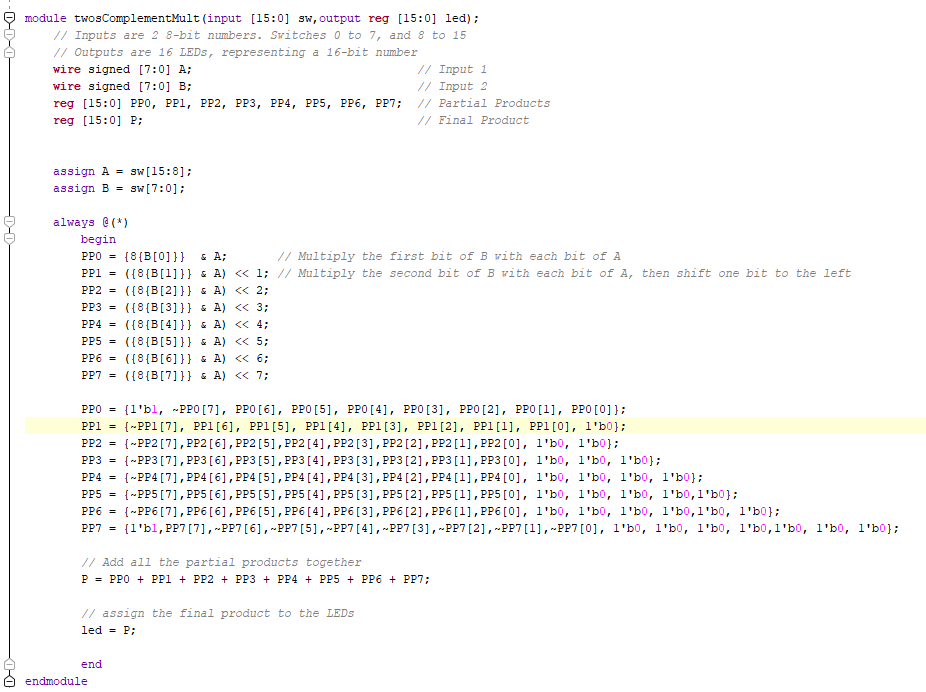 module twosComplementMult(input [15:0] sw,output reg [15:0] led);
// Inputs are 2 8-bit numbers. Switches 0 to 7, and 8 to 15
// Outputs are 16 LEDs, representing a 16-bit number
wire signed [7:0] A; // Input 1
wire signed [7:0] B; // Input 2
reg [15:0] PP0, PP1, PP2, PP3, PP4, PP5, PP6, PP7; // Partial Products
reg [15:0] P; // Final Product
assign A = sw[15:8];
assign B = sw[7:0];
always @(*)
begin
PP0 = {8{B[0]}} & A; // Multiply the first bit of B with each bit of A
PP1 = ({8{B[1]}} & A) << 1; // Multiply the second bit of B with each bit of A, then shift one bit to the left
PP2 = ({8{B[2]}} & A) << 2;
PP3 = ({8{B[3]}} & A) << 3;
PP4 = ({8{B[4]}} & A) << 4;
PP5 = ({8{B[5]}} & A) << 5;
PP6 = ({8{B[6]}} & A) << 6;
PP7 = ({8{B[7]}} & A) << 7;
PP0 = {1'b1, ~PP0[7], PP0[6], PP0[5], PP0[4], PP0[3], PP0[2], PP0[1], PP0[0]};
PP1 = {~PP1[7], PP1[6], PP1[5], PP1[4], PP1[3], PP1[2], PP1[1], PP1[0], 1'b0};
PP2 = {~PP2[7],PP2[6],PP2[5],PP2[4],PP2[3],PP2[2],PP2[1],PP2[0], 1'b0, 1'b0};
PP3 = {~PP3[7],PP3[6],PP3[5],PP3[4],PP3[3],PP3[2],PP3[1],PP3[0], 1'b0, 1'b0, 1'b0};
PP4 = {~PP4[7],PP4[6],PP4[5],PP4[4],PP4[3],PP4[2],PP4[1],PP4[0], 1'b0, 1'b0, 1'b0, 1'b0};
PP5 = {~PP5[7],PP5[6],PP5[5],PP5[4],PP5[3],PP5[2],PP5[1],PP5[0], 1'b0, 1'b0, 1'b0, 1'b0,1'b0};
PP6 = {~PP6[7],PP6[6],PP6[5],PP6[4],PP6[3],PP6[2],PP6[1],PP6[0], 1'b0, 1'b0, 1'b0, 1'b0,1'b0, 1'b0};
PP7 = {1'b1,PP7[7],~PP7[6],~PP7[5],~PP7[4],~PP7[3],~PP7[2],~PP7[1],~PP7[0], 1'b0, 1'b0, 1'b0, 1'b0,1'b0, 1'b0, 1'b0};
// Add all the partial products together
P = PP0 + PP1 + PP2 + PP3 + PP4 + PP5 + PP6 + PP7;
// assign the final product to the LEDs
led = P;
end
endmodule